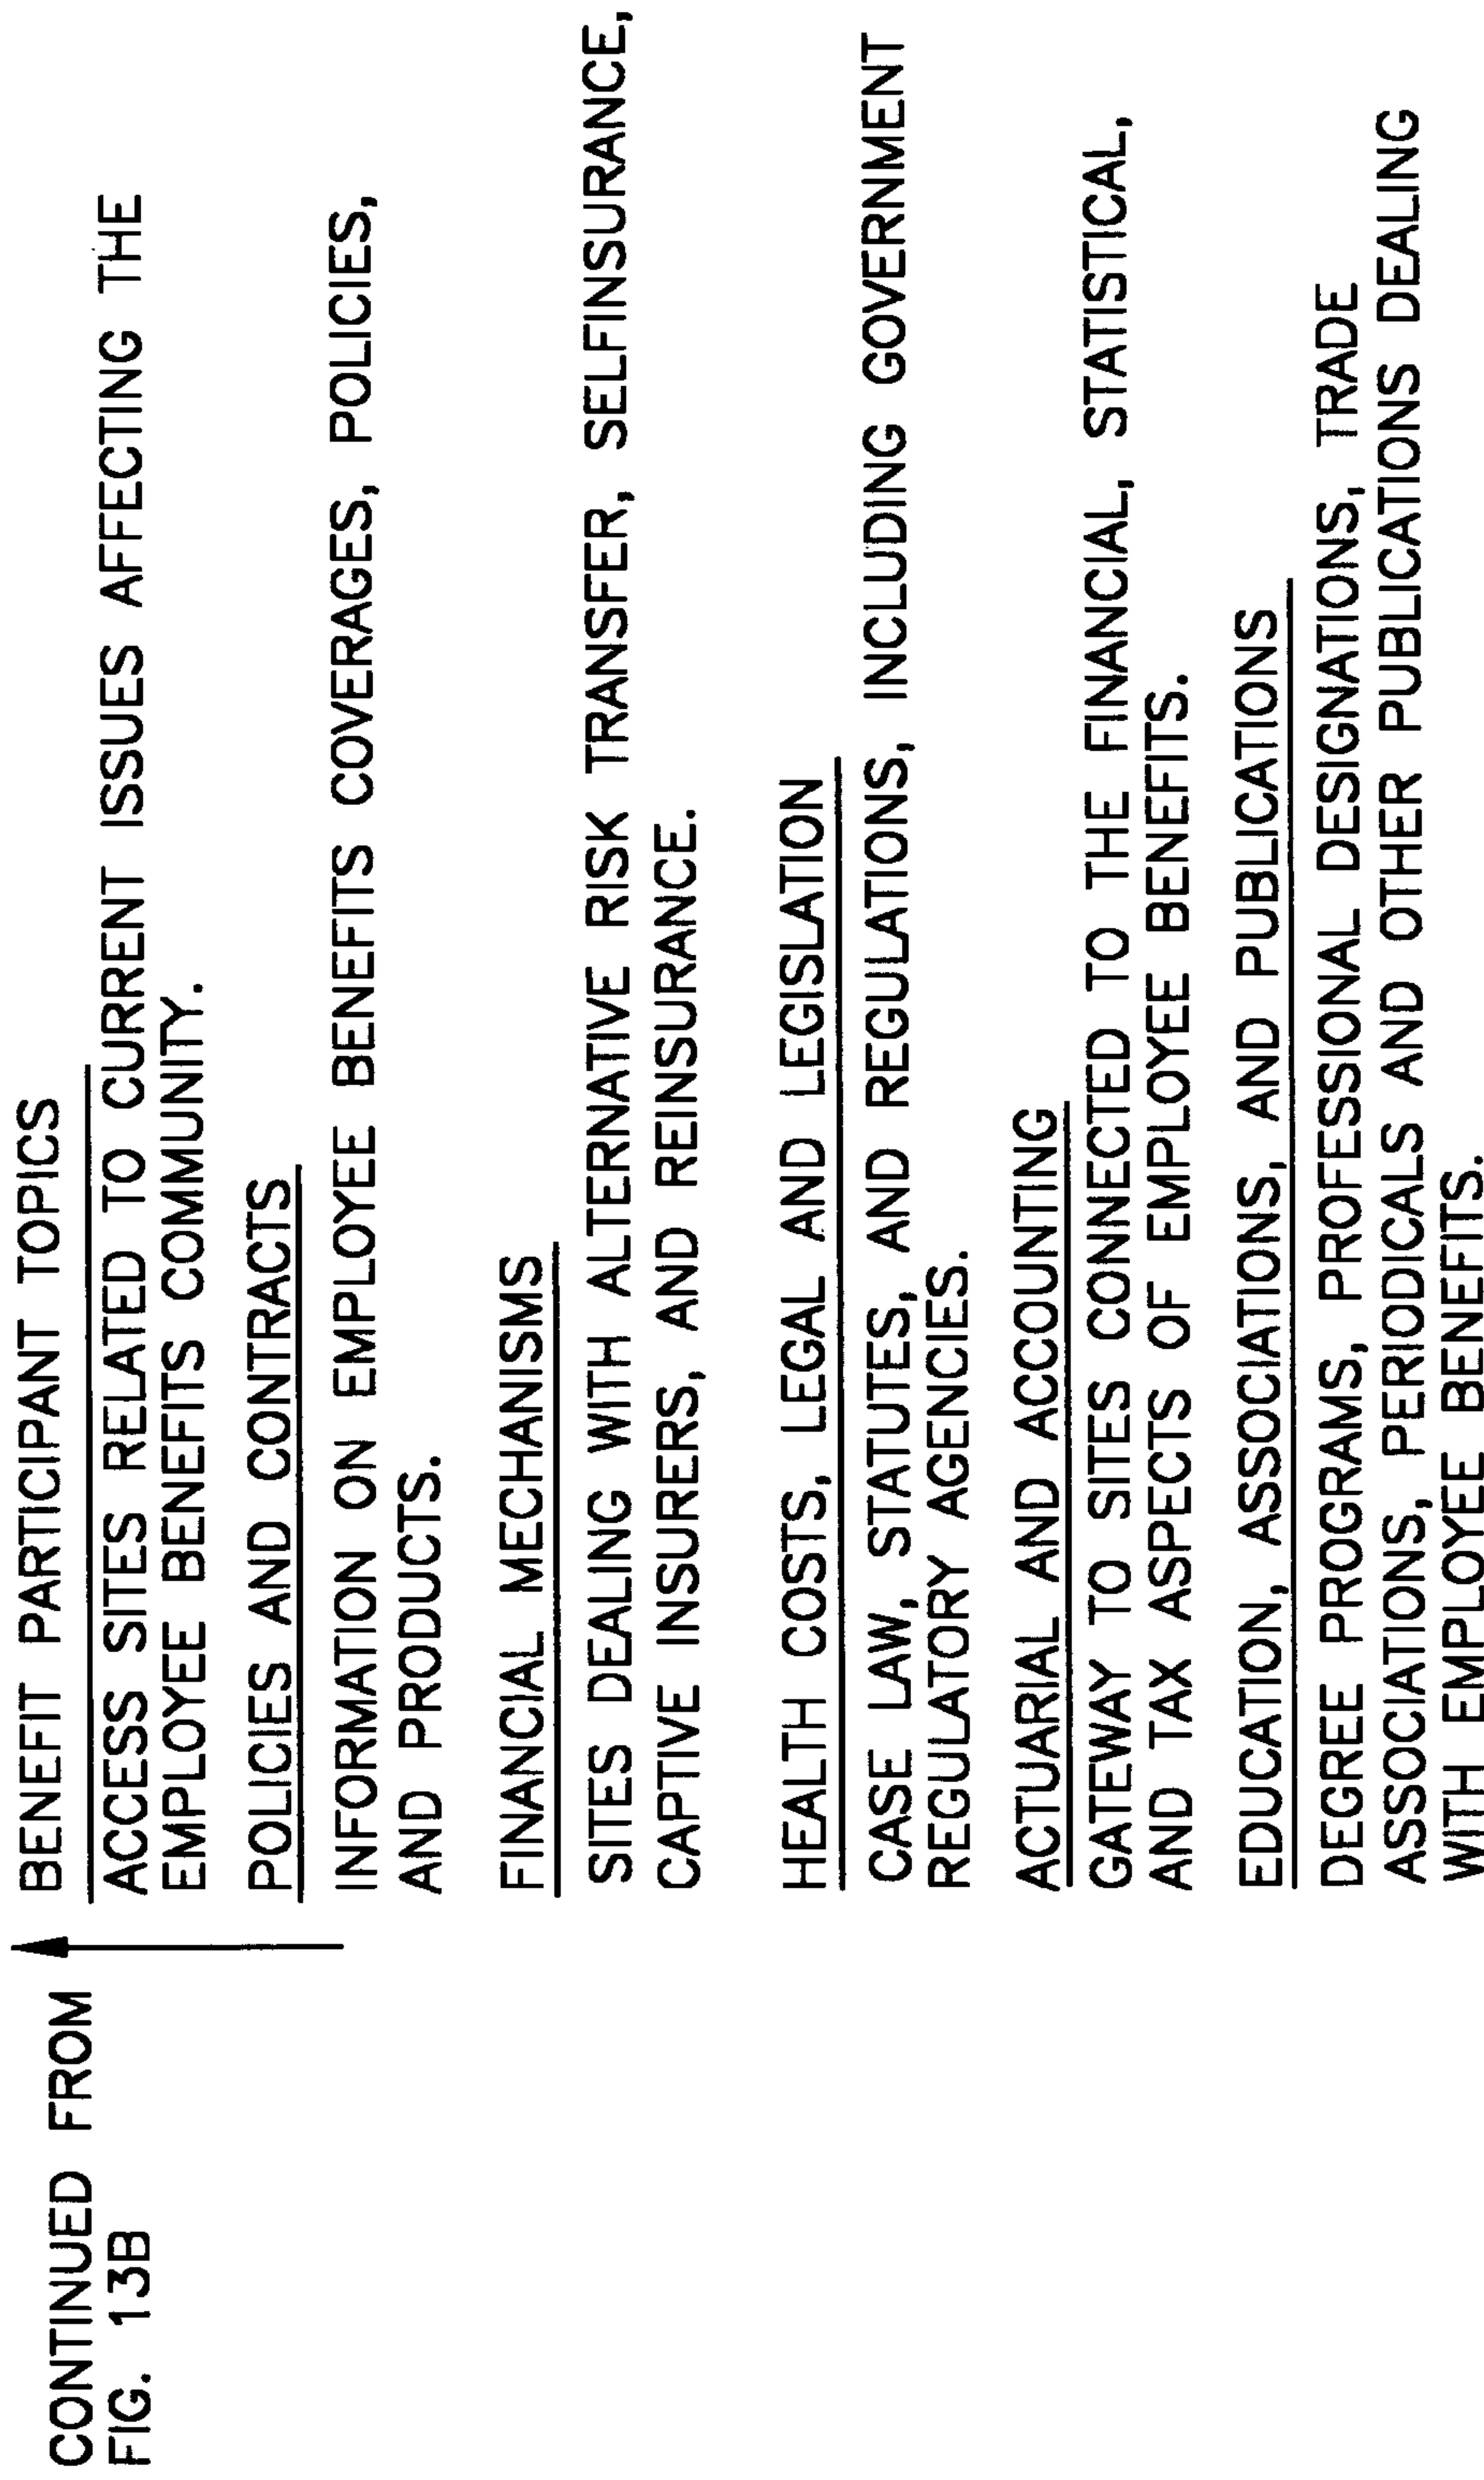 CONTINUED FROM
FIG. 13B
BENEFIT PARTICIPANT TOPICS
ACCESS SITES RELATED TO CURRENT ISSUES AFFECTING THE
EMPLOYEE BENEFITS COMMUNITY.
POLICIES AND CONTRACTS
INFORMATION ON EMPLOYEE BENEFITS COVERAGES, POLICIES,
AND PRODUCTS.
FINANCIAL MECHANISMS
SITES DEALING WITH ALTERNATIVE RISK TRANSFER, SELFINSURANCE,
CAPTIVE INSURERS, AND REINSURANCE.
HEALTH COSTS, LEGAL AND LEGISLATION
CASE LAW, STATUTES, AND REGULATIONS, INCLUDING GOVERNMENT
REGULATORY AGENCIES.
ACTUARIAL AND ACCOUNTING
GATEWAY TO SITES CONNECTED TO THE FINANCIAL, STATISTICAL,
AND TAX ASPECTS OF EMPLOYEE BENEFITS.
EDUCATION, ASSOCIATIONS, AND PUBLICATIONS
DEGREE PROGRAMS, PROFESSIONAL DESIGNATIONS, TRADE
ASSOCIATIONS, PERIODICALS AND OTHER PUBLICATIONS DEALING
WITH EMPLOYEE BENEFITS.